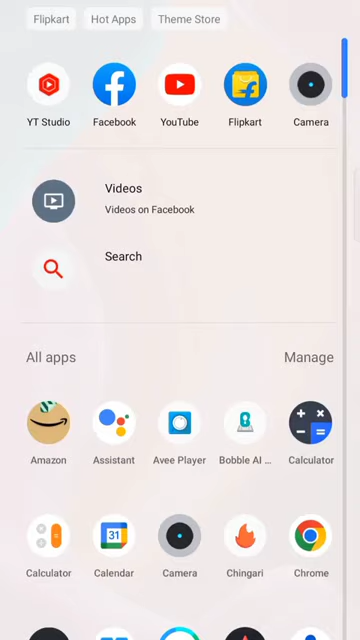 Flipkart Hot Apps Theme Store
YT Studio Facebook YouTube Flipkart Camera
Videos
Videos on Facebook
Search
All apps Manage
31
Amazon Assistant Avee Player Bobble AI ... Calculator
Calculator Calendar Camera Chingari Chrome